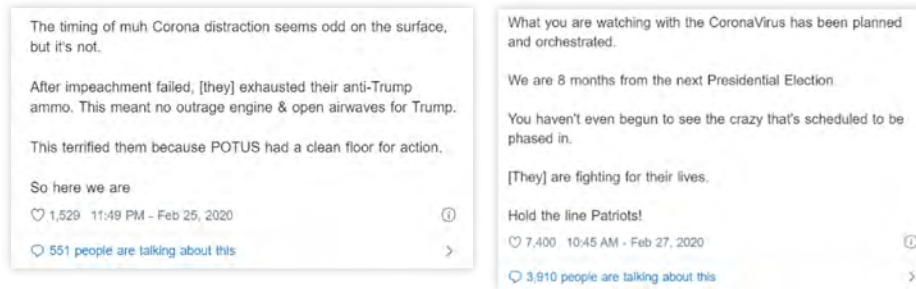 The timing of muh Corona distraction seems odd on the surface,
but it's not.
After impeachment failed, [they] exhausted their anti-Trump
ammo. This meant no outrage engine & open airwaves for Trump.
This terrified them because POTUS had a clean floor for action.
So here we are
1,529 11:49 PM - Feb 25, 2020
551 people are talking about this
What you are watching with the CoronaVirus has been planned
and orchestrated.
We are 8 months from the next Presidential Election
You haven't even begun to see the crazy that's scheduled to be
phased in.
[They] are fighting for their lives.
Hold the line Patriots!
7,400 10:45 AM - Feb 27, 2020
3,910 people are talking about this